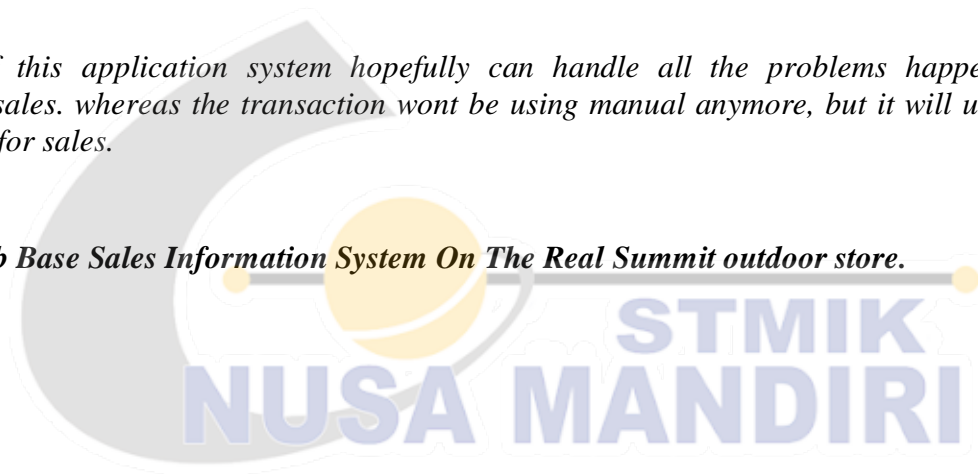 this application system hopefully can handle all the problems
sales. whereas the transaction wont be using manual anymore, but it will
for sales.
Base Sales Information System On The Real Summit outdoor store.
STMIK
NUSA MANDIRI